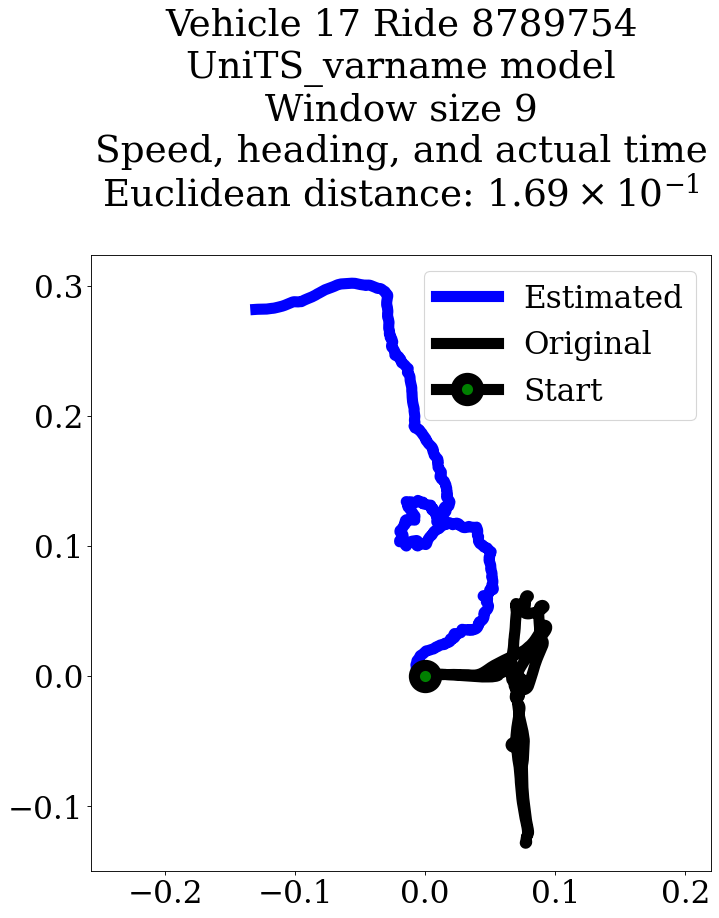 Vehicle 17 Ride 8789754
UniTS_varname model
Window size 9
Speed, heading, and actual time
Euclidean distance: 1.69 × 10⁻¹
0.3
0.2
0.1
0.0
−0.1
Estimated
Original
Start
−0.2 −0.1 0.0 0.1 0.2